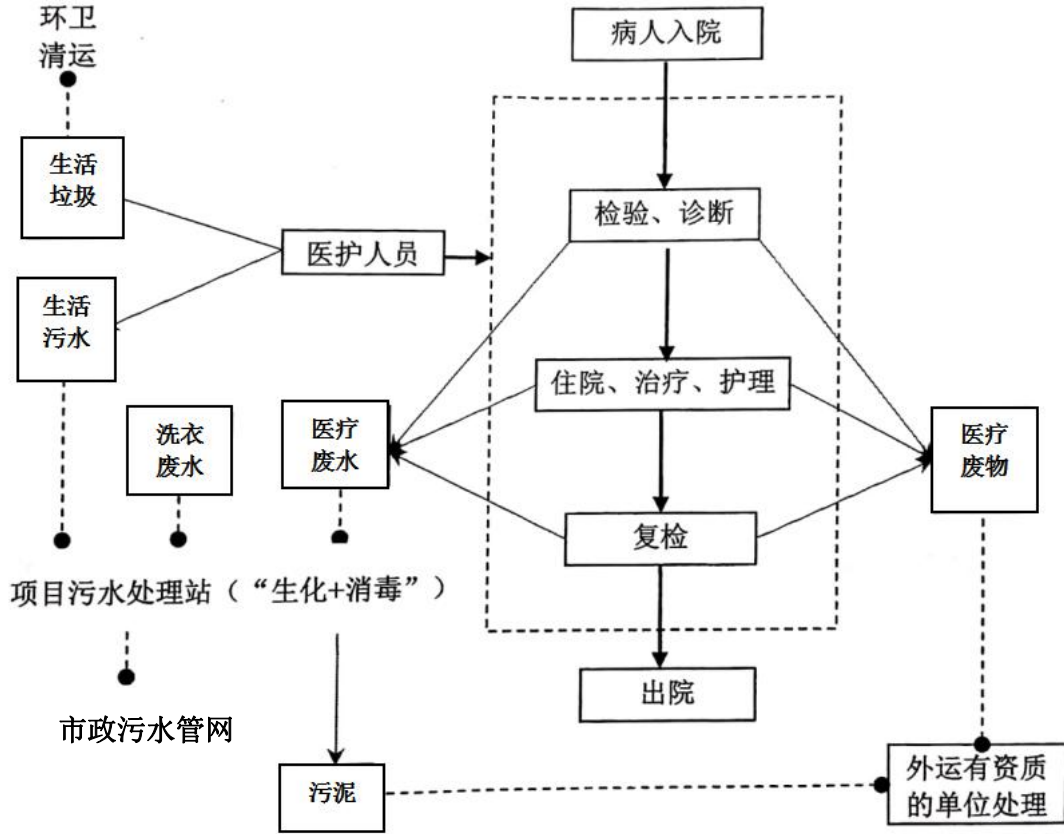 环卫
清运
病人入院
生活
垃圾
检验、诊断
医护人员
生活
污水
住院、治疗、护理
洗衣
废水
医疗
废水
医疗
废物
复检
项目污水处理站（“生化+消毒”）
出院
市政污水管网
污泥
外运有资质
的单位处理